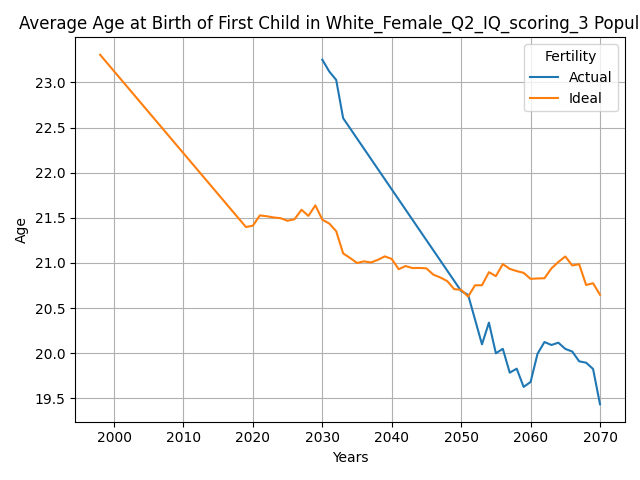 Average Age at Birth of First Child in White_Female_Q2_IQ_scoring_3 Popul
Fertility
Actual
Ideal
23.0
22.5
22.0
21.5
21.0
20.5
20.0
19.5
Age
2000 2010 2020 2030 2040 2050 2060 2070
Years